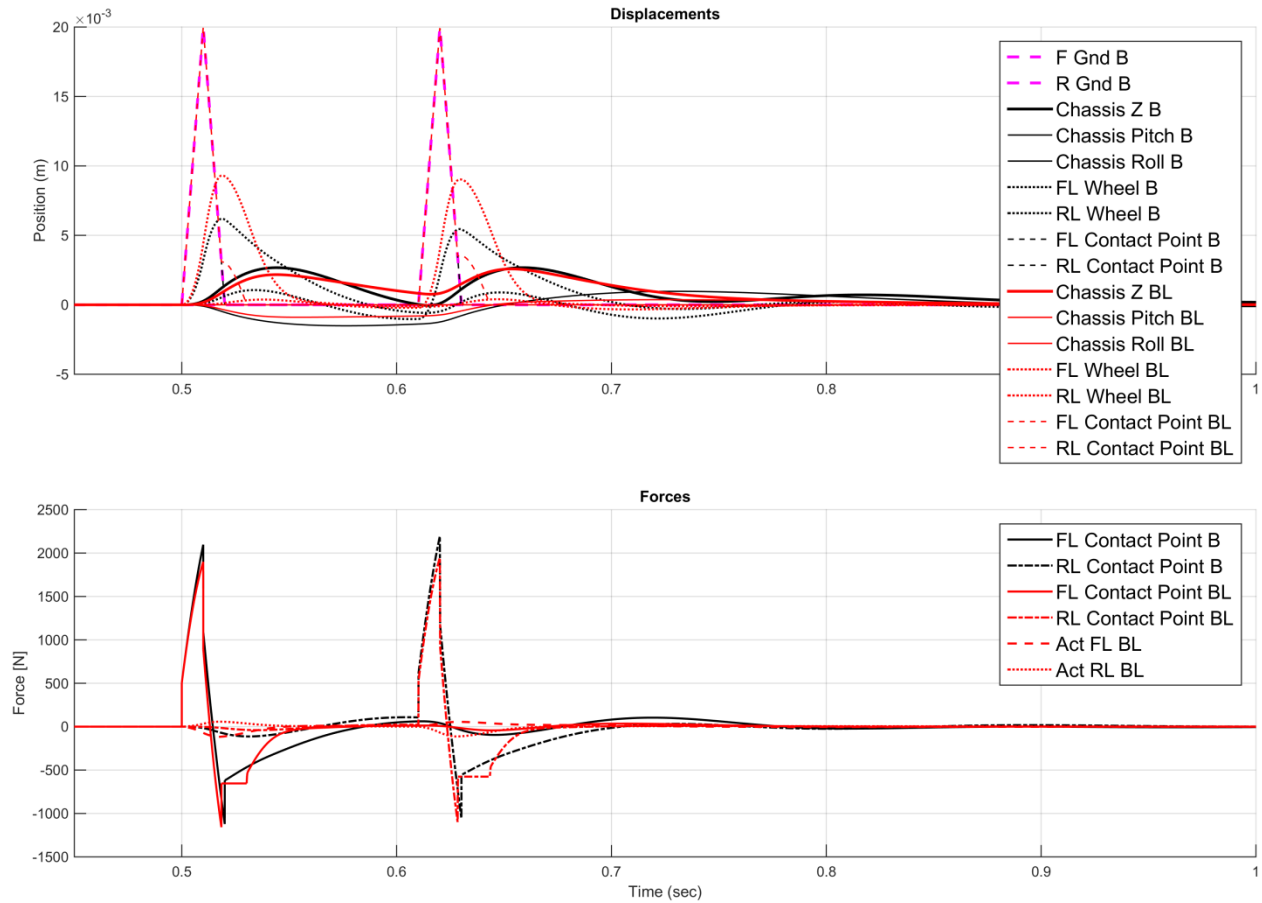 Displacements
×10⁻³
20
15
10
5
0
-5
Position (m)
0.5
0.6
0.7
0.8
1
F Gnd B
R Gnd B
Chassis Z B
Chassis Pitch B
Chassis Roll B
FL Wheel B
RL Wheel B
FL Contact Point B
RL Contact Point B
Chassis Z BL
Chassis Pitch BL
Chassis Roll BL
FL Wheel BL
RL Wheel BL
FL Contact Point BL
RL Contact Point BL
Forces
2500
2000
1500
1000
500
0
-500
-1000
-1500
Force [N]
0.5
0.6
0.7
0.8
0.9
1
Time (sec)
FL Contact Point B
RL Contact Point B
FL Contact Point BL
RL Contact Point BL
Act FL BL
Act RL BL